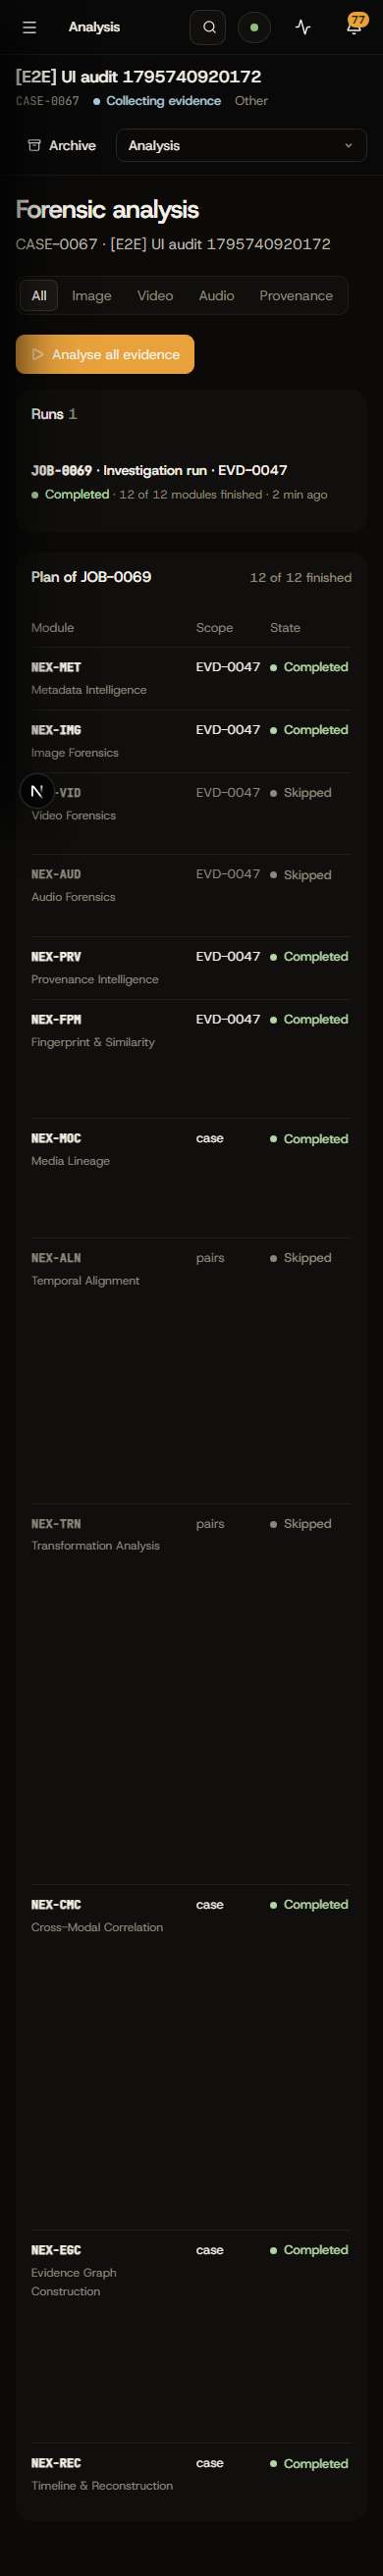 Analysis
77
[E2E] UI audit 1795740920172
CASE-0067 Collecting evidence Other
Archive Analysis
Forensic analysis
CASE-0067 · [E2E] UI audit 1795740920172
All Image Video Audio Provenance
Analyse all evidence
Runs 1
JOB-0069 · Investigation run · EVD-0047
Completed · 12 of 12 modules finished · 2 min ago
Plan of JOB-0069 12 of 12 finished
Module Scope State
NEX-MET EVD-0047 Completed
Metadata Intelligence
NEX-IMG EVD-0047 Completed
Image Forensics
N -VID EVD-0047 Skipped
Video Forensics
NEX-AUD EVD-0047 Skipped
Audio Forensics
NEX-PRV EVD-0047 Completed
Provenance Intelligence
NEX-FPM EVD-0047 Completed
Fingerprint & Similarity
NEX-MOC case Completed
Media Lineage
NEX-ALN pairs Skipped
Temporal Alignment
NEX-TRN pairs Skipped
Transformation Analysis
NEX-CMC case Completed
Cross-Modal Correlation
NEX-EGC case Completed
Evidence Graph
Construction
NEX-REC case Completed
Timeline & Reconstruction